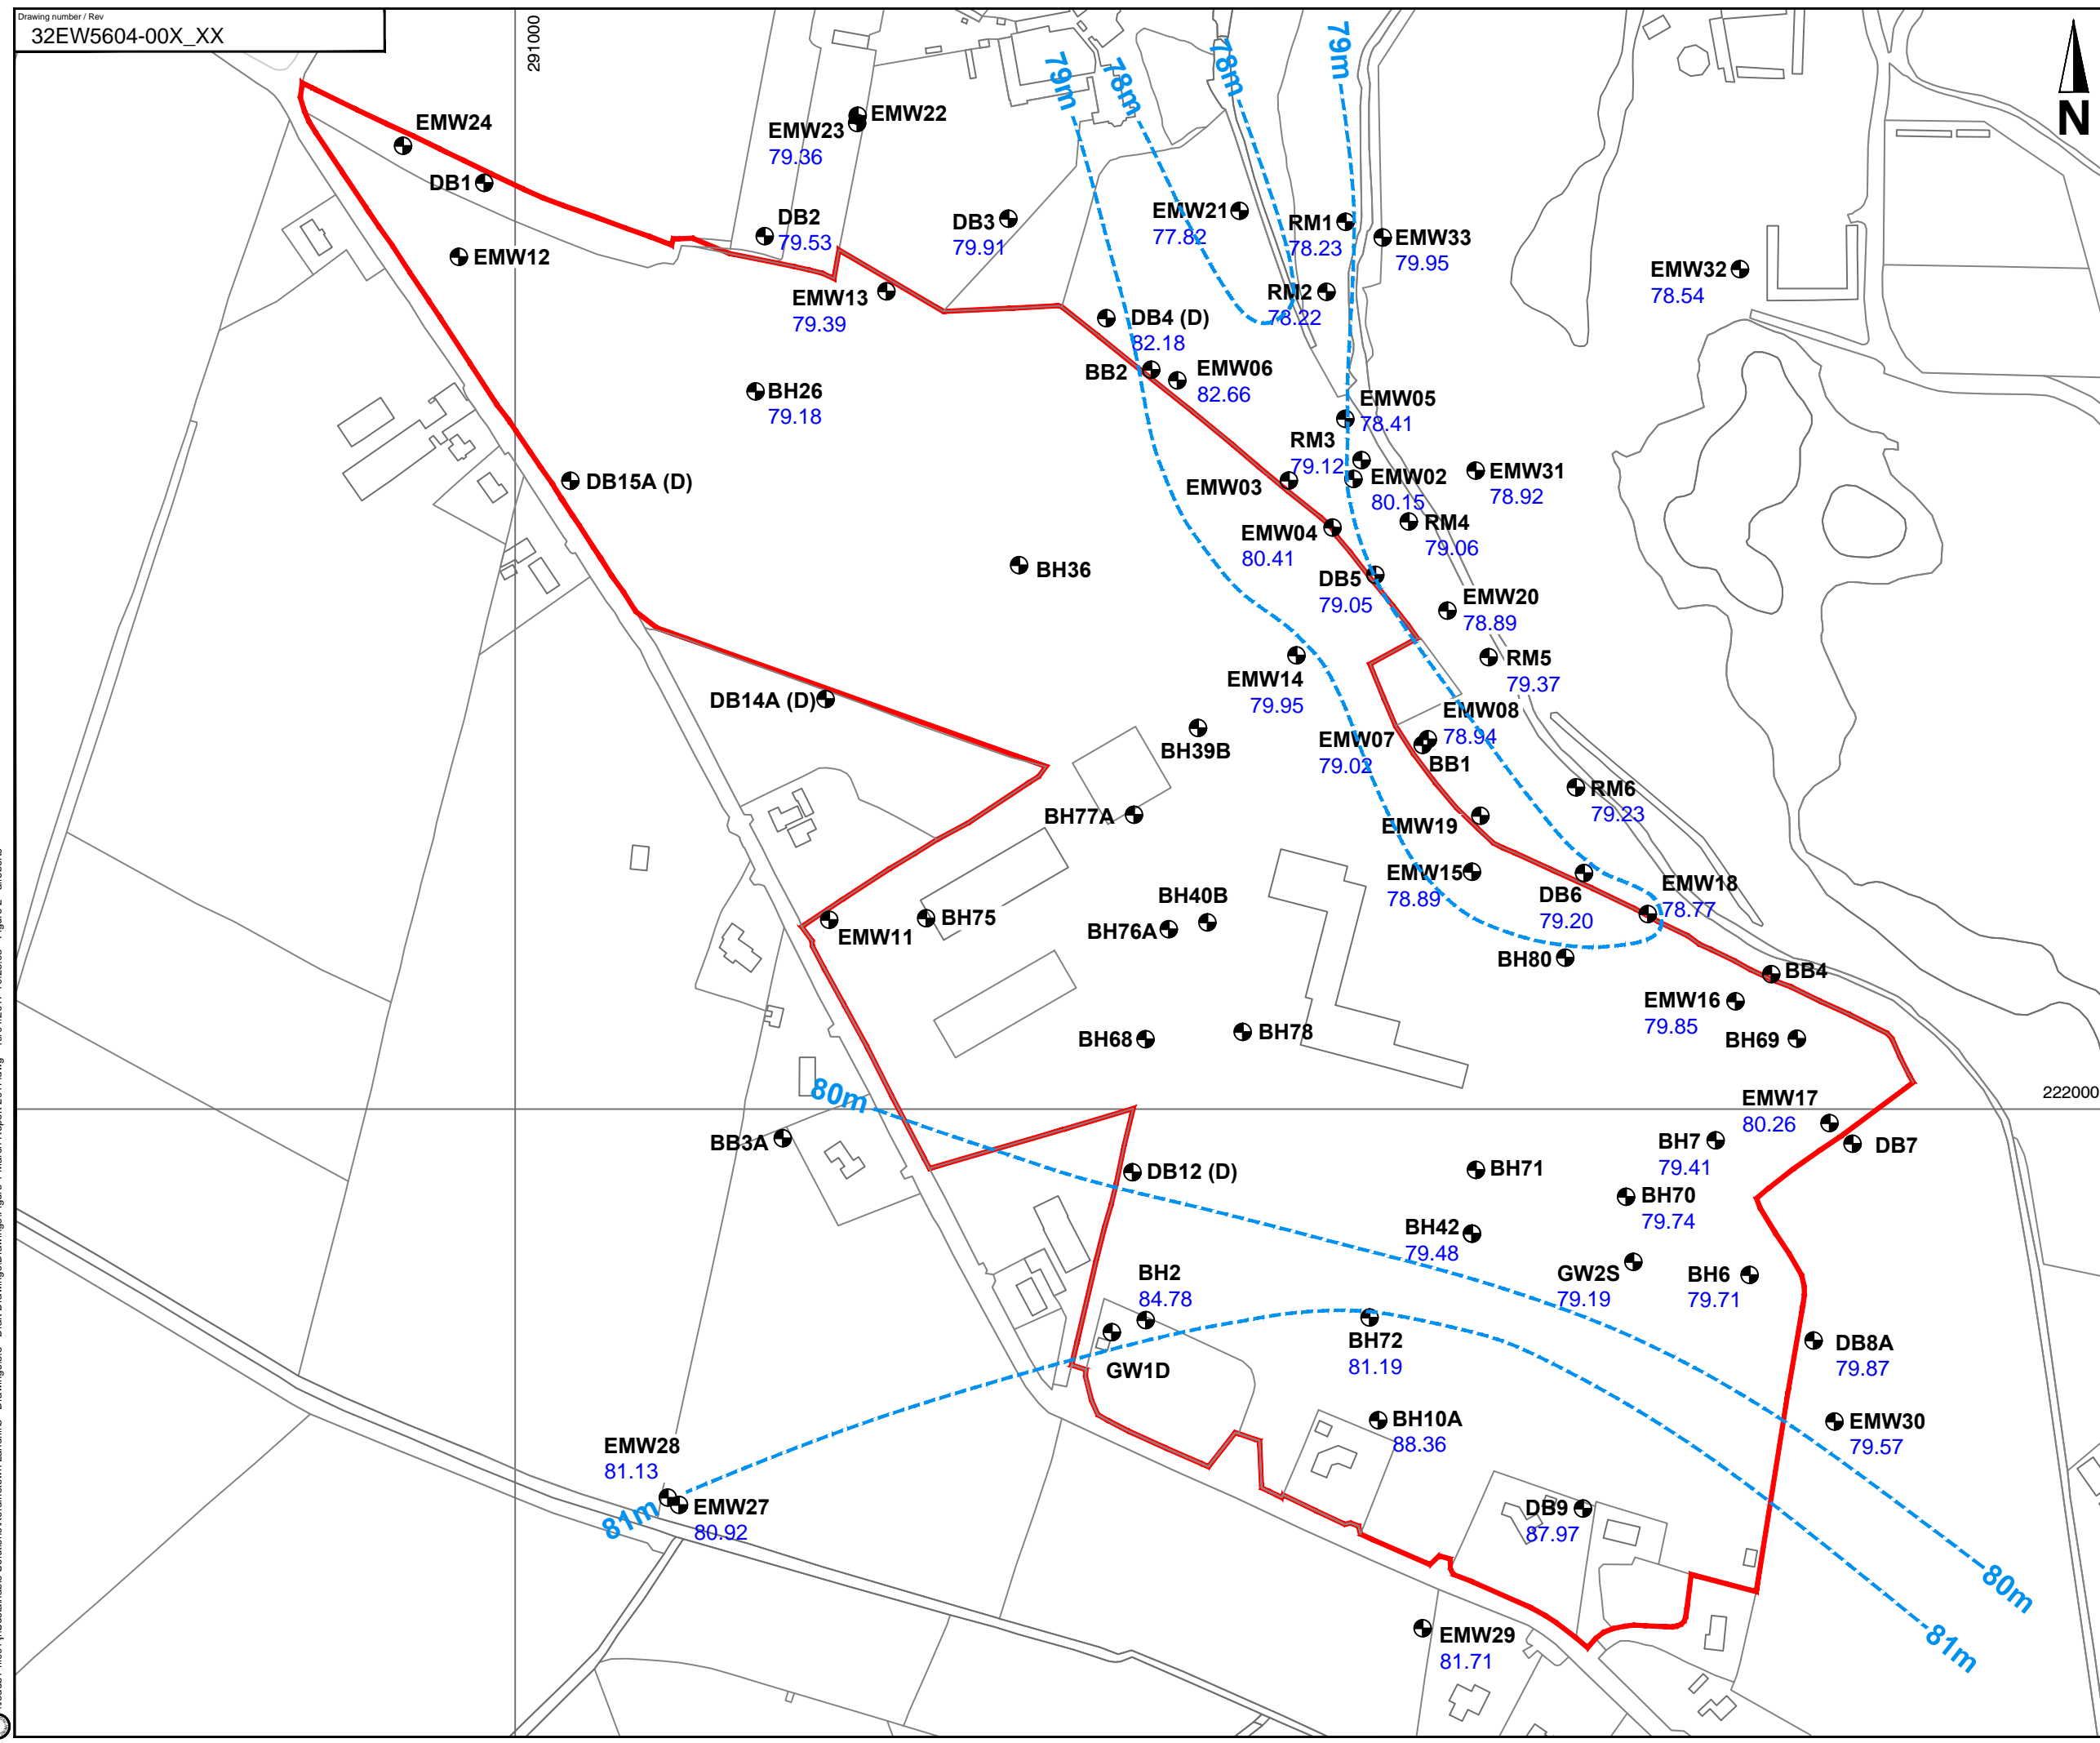 Drawing number / Rev
32EW5604-00X_XX
291000
79m
78m
78m
79m
N
EMW24
EMW22
EMW23
79.36
DB1
DB2
79.53
DB3
79.91
EMW21
77.82
RM1
78.23
EMW33
79.95
EMW12
EMW32
78.54
EMW13
79.39
RM2
78.22
DB4 (D)
82.18
BB2
EMW06
82.66
BH26
79.18
EMW05
78.41
RM3
79.12
EMW02
80.15
EMW31
78.92
DB15A (D)
EMW03
RM4
79.06
EMW04
80.41
BH36
DB5
79.05
EMW20
78.89
RM5
79.37
EMW14
79.95
DB14A (D)
EMW08
78.94
EMW07
79.02
BH39B
BB1
RM6
79.23
BH77A
EMW19
EMW15
78.89
DB6
79.20
EMW18
78.77
BH40B
BH75
EMW11
BH76A
BH80
BB4
EMW16
79.85
BH68
BH78
BH69
80m
222000
EMW17
80.26
BB3A
BH7
79.41
DB7
DB12 (D)
BH71
BH70
79.74
BH42
79.48
BH2
84.78
GW2S
79.19
BH6
79.71
BH72
81.19
DB8A
79.87
GW1D
BH10A
88.36
EMW30
79.57
EMW28
81.13
81m
EMW27
80.92
DB9
87.97
80m
EMW29
81.71
81m